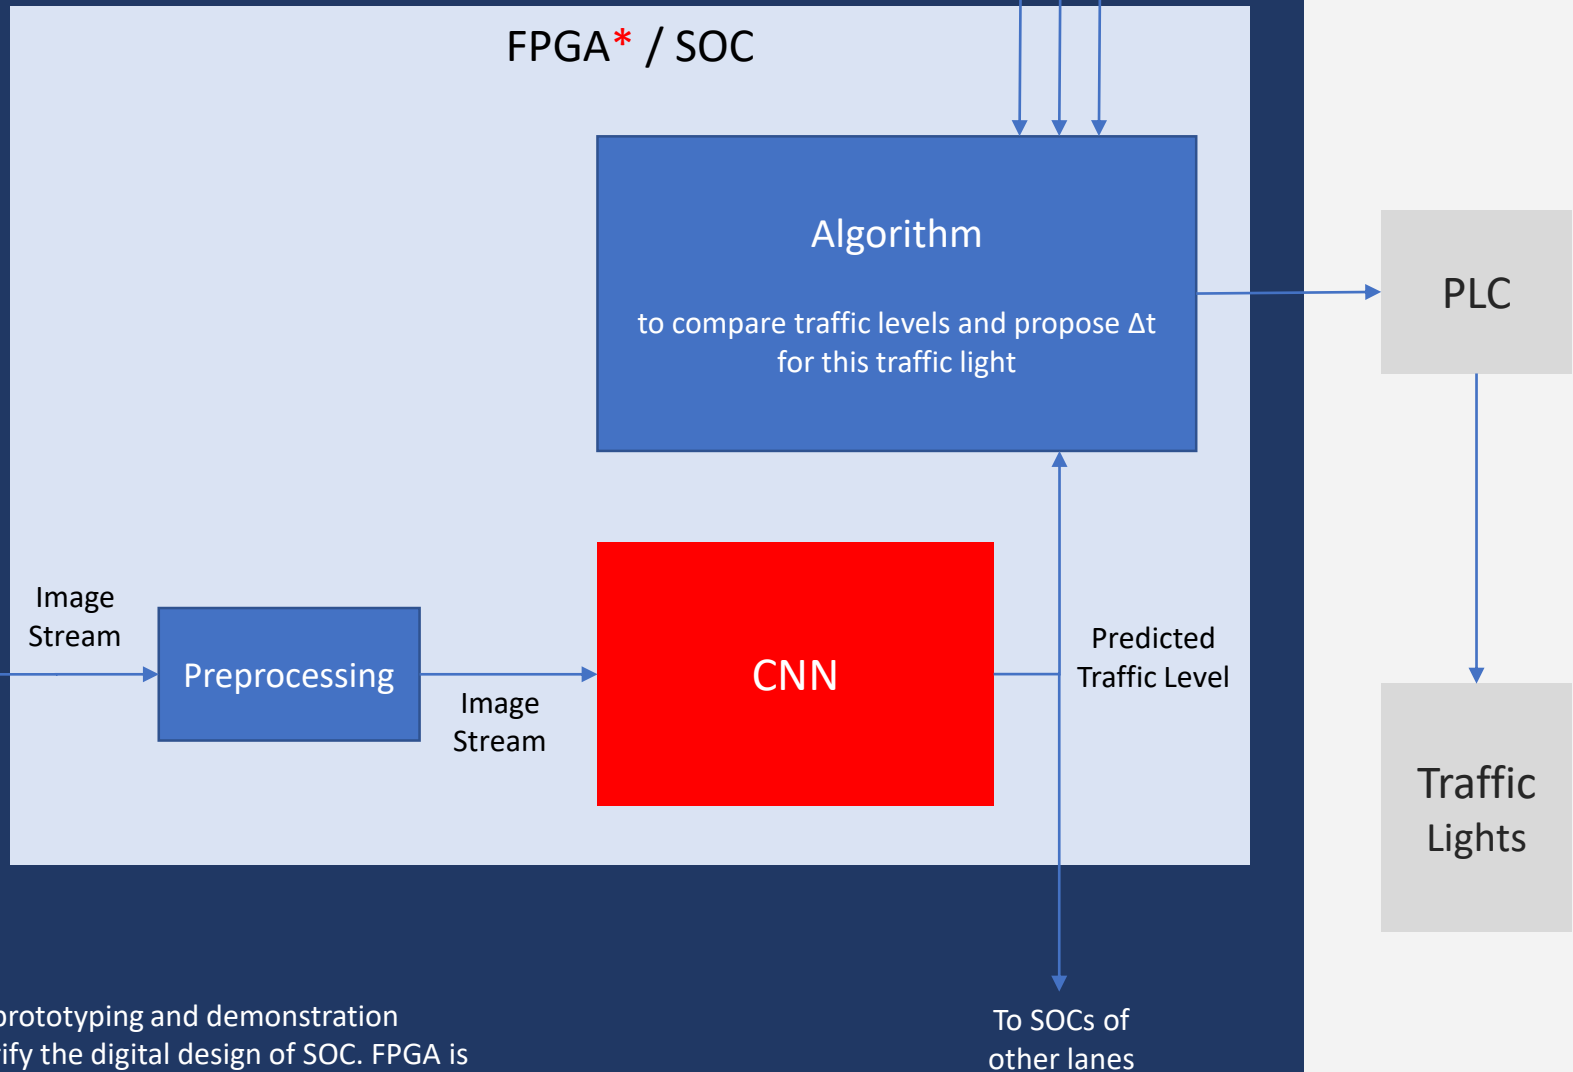 FPGA* / SOC
Algorithm
to compare traffic levels and propose Δt
for this traffic light
PLC
Image
Stream
Preprocessing
Image
Stream
CNN
Predicted
Traffic Level
Traffic
Lights
prototyping and demonstration
rify the digital design of SOC. FPGA is
To SOCs of
other lanes